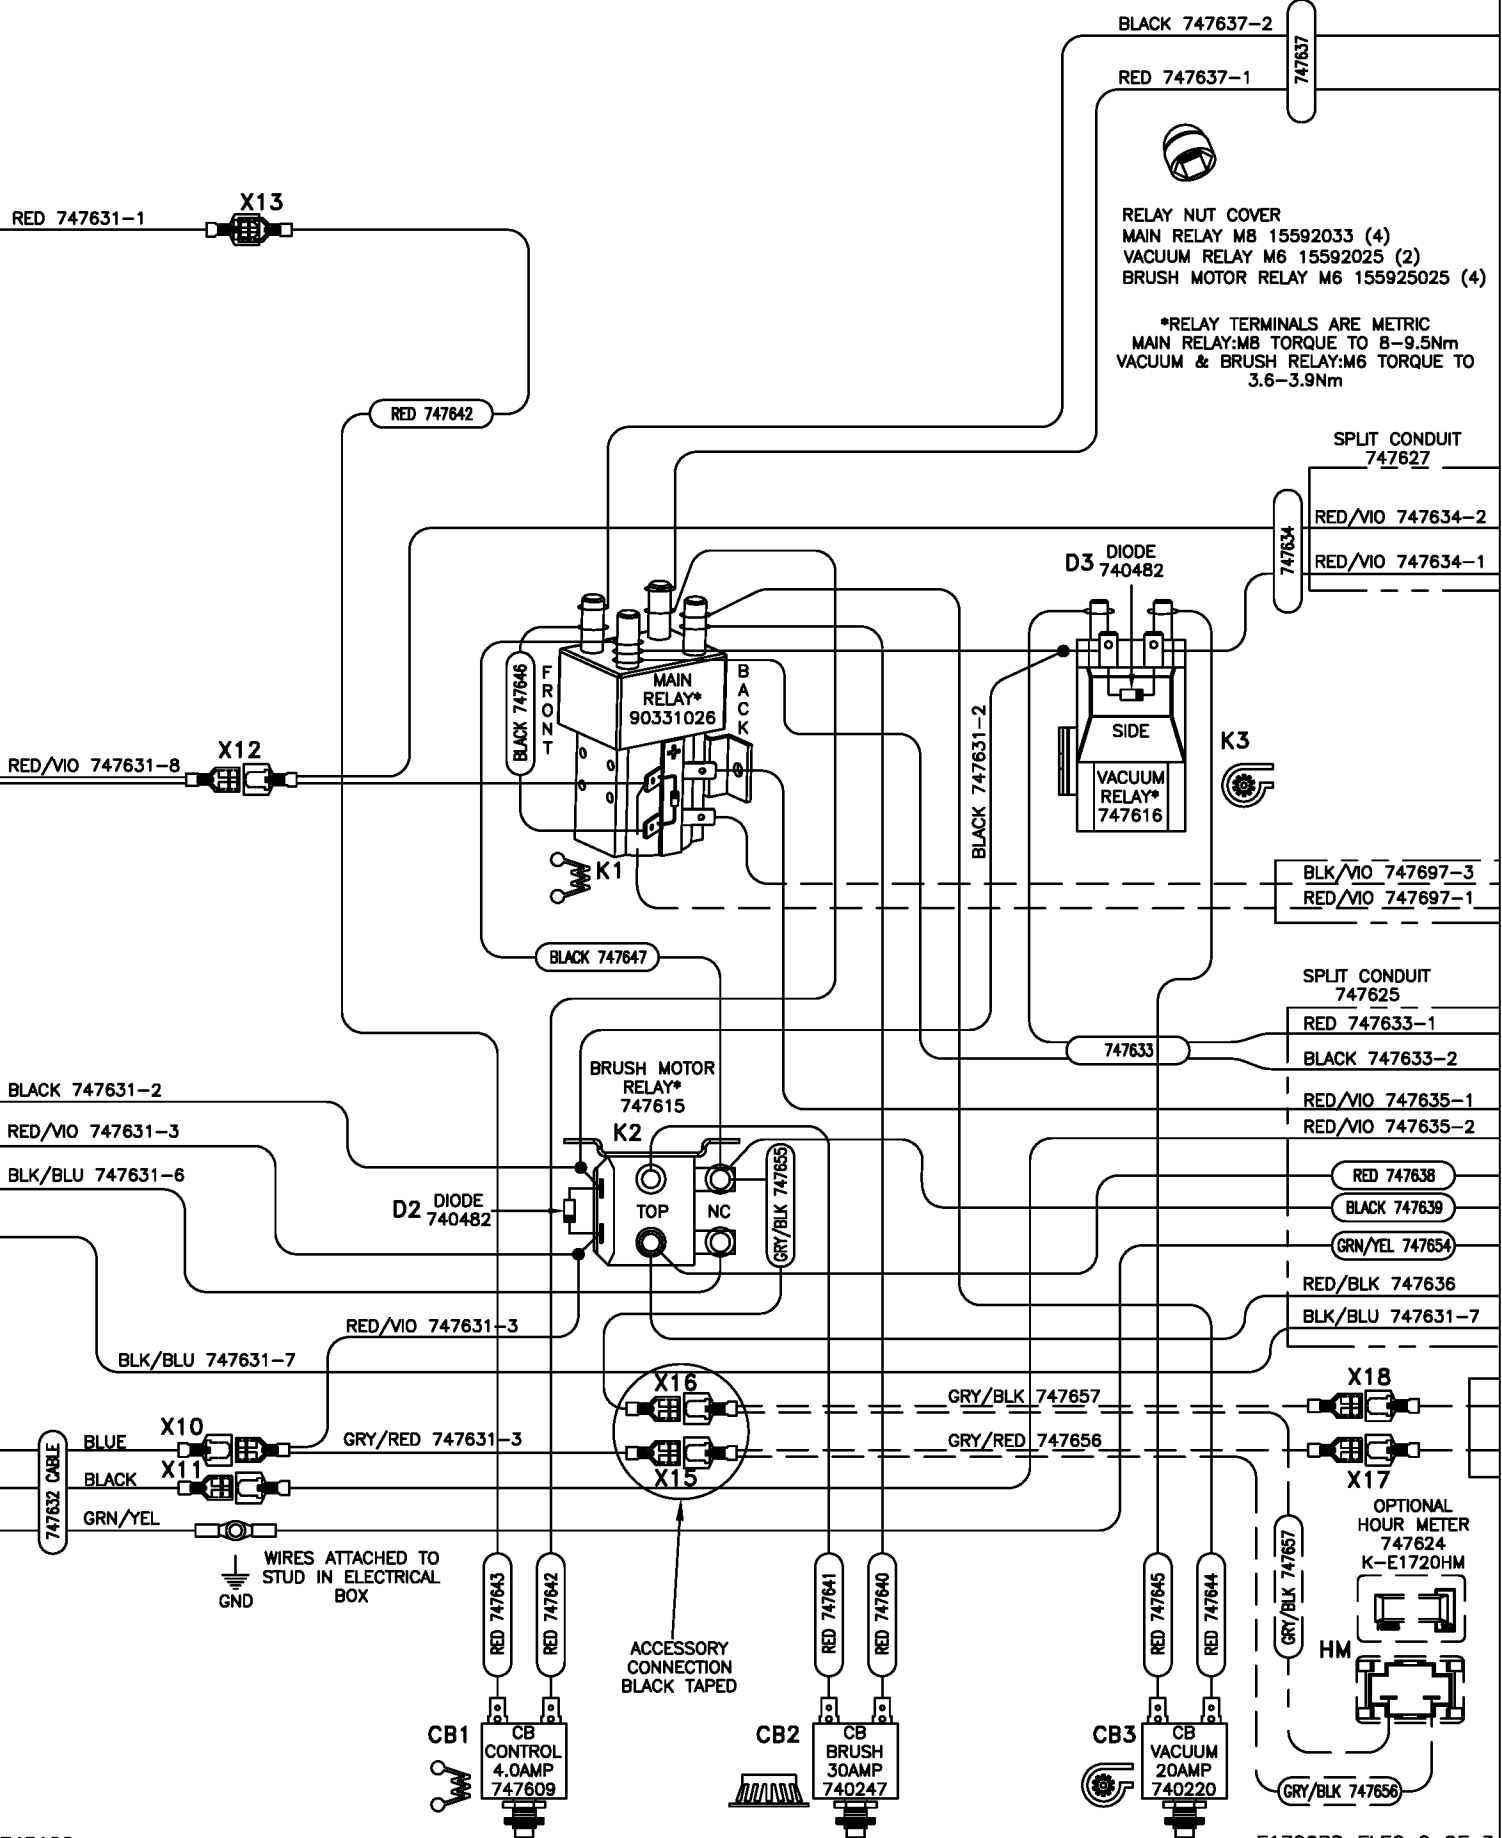 BLACK 747637-2
747637
RED 747637-1
X13
RED 747631-1
RELAY NUT COVER
MAIN RELAY M8 15592033 (4)
VACUUM RELAY M6 15592025 (2)
BRUSH MOTOR RELAY M6 155925025 (4)
*RELAY TERMINALS ARE METRIC
MAIN RELAY:M8 TORQUE TO 8-9.5Nm
VACUUM & BRUSH RELAY:M6 TORQUE TO
3.6-3.9Nm
RED 747642
SPLIT CONDUIT
747627
747634
RED/VIO 747634-2
RED/VIO 747634-1
D3 DIODE
740482
BLACK 747646
FRONT
MAIN
RELAY*
90331026
BACK
BLACK 747631-2
SIDE
K3
VACUUM
RELAY*
747616
X12
RED/VIO 747631-8
K1
BLK/VIO 747697-3
RED/VIO 747697-1
BLACK 747647
SPLIT CONDUIT
747625
RED 747633-1
747633
BLACK 747633-2
BRUSH MOTOR
RELAY*
747615
K2
BLACK 747631-2
RED/VIO 747635-1
RED/VIO 747631-3
RED/VIO 747635-2
BLK/BLU 747631-6
RED 747638
GRY/BLK 747655
D2 DIODE
740482
TOP
NC
BLACK 747639
GRN/YEL 747654
RED/BLK 747636
RED/VIO 747631-3
BLK/BLU 747631-7
BLK/BLU 747631-7
X16
X18
GRY/BLK 747657
X10
BLUE
GRY/RED 747631-3
GRY/RED 747656
X11
X15
X17
747632 CABLE
BLACK
GRN/YEL
OPTIONAL
HOUR METER
747624
K-E1720HM
WIRES ATTACHED TO
STUD IN ELECTRICAL
BOX
GND
RED 747643
RED 747642
RED 747641
RED 747640
RED 747645
RED 747644
GRY/BLK 747657
HM
ACCESSORY
CONNECTION
BLACK TAPED
CB1
CB
CONTROL
4.0AMP
747609
CB2
CB
BRUSH
30AMP
740247
CB3
CB
VACUUM
20AMP
740220
GRY/BLK 747656